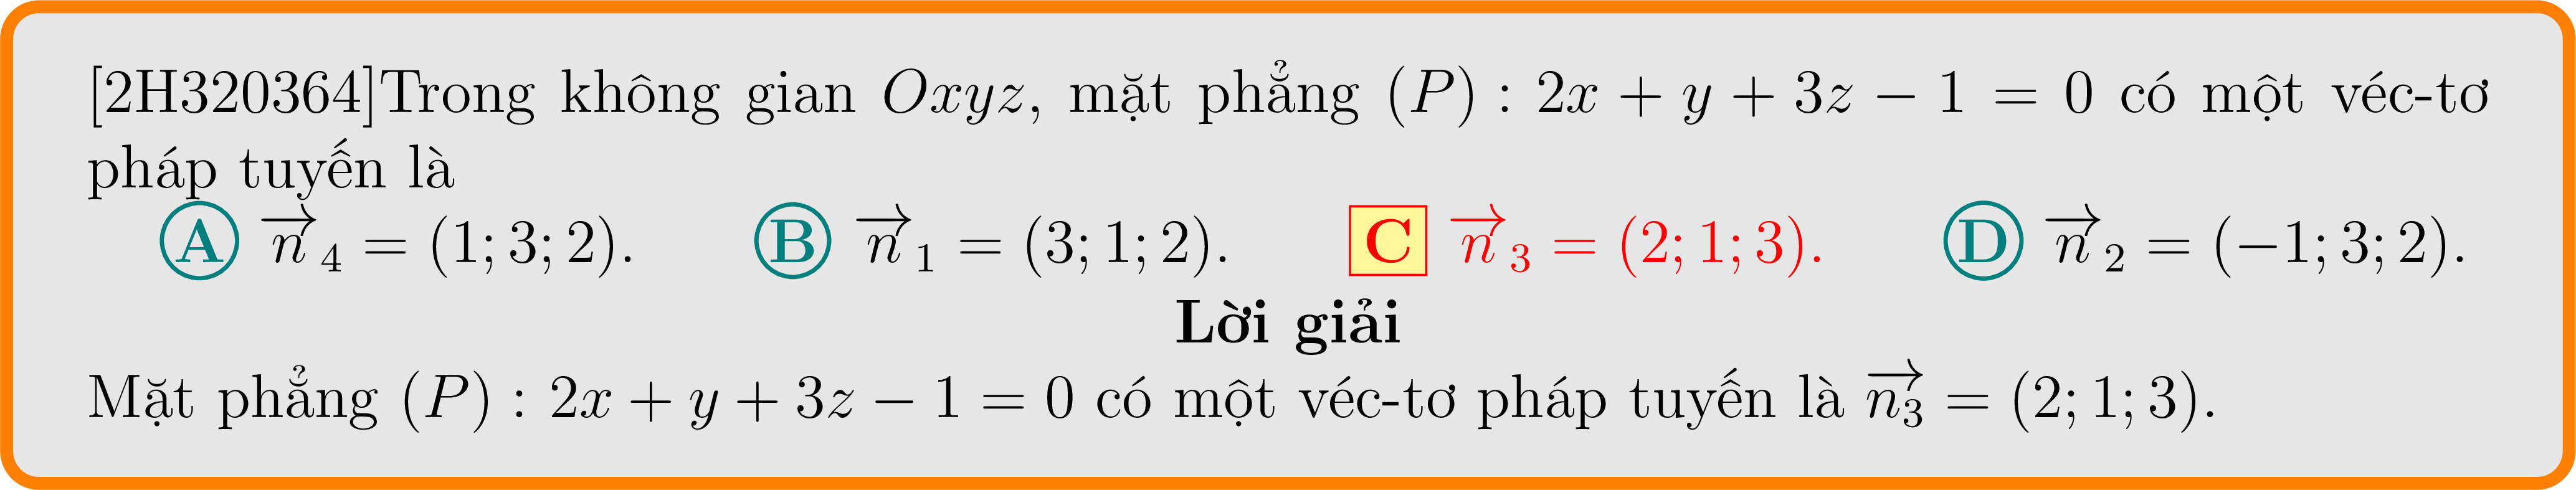 [2H320364]Trong không gian $Oxyz$, mặt phẳng $(P) : 2x + y + 3z - 1 = 0$ có một véc-tơ
pháp tuyến là
A $\overrightarrow{n}_4 = (1; 3; 2)$. B $\overrightarrow{n}_1 = (3; 1; 2)$. C $\overrightarrow{n}_3 = (2; 1; 3)$. D $\overrightarrow{n}_2 = (-1; 3; 2)$.
Lời giải
Mặt phẳng $(P) : 2x + y + 3z - 1 = 0$ có một véc-tơ pháp tuyến là $\overrightarrow{n_3} = (2; 1; 3)$.